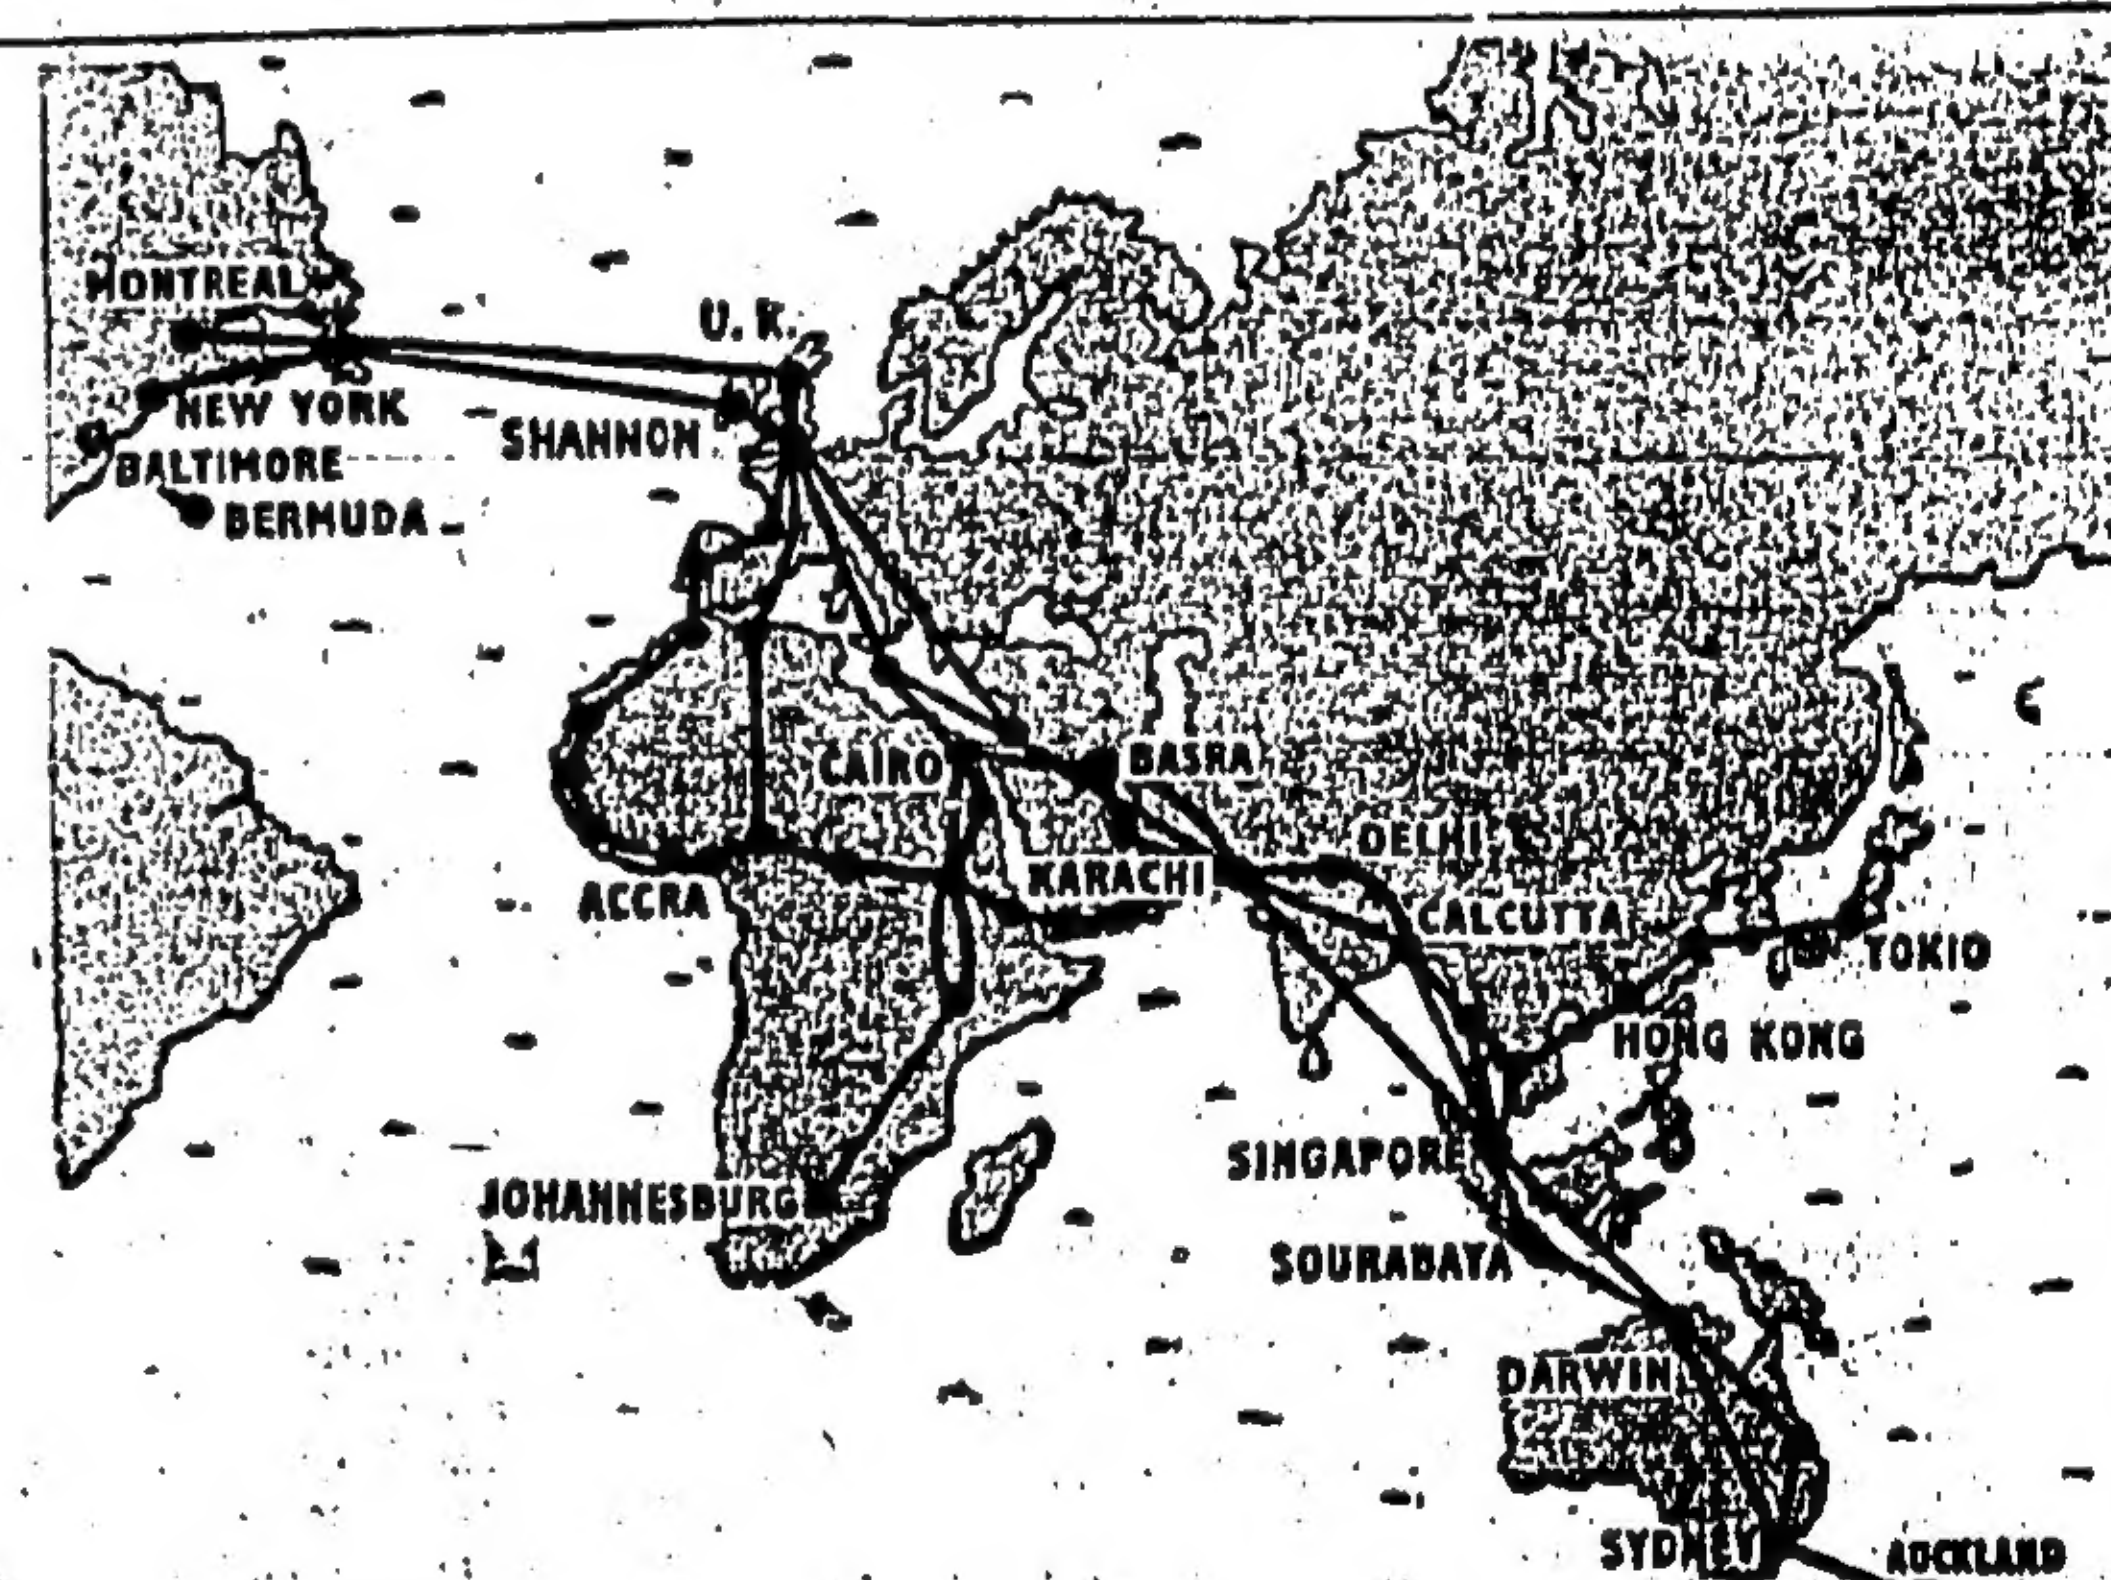 MONTREAL
U. K.
NEW YORK
SHANNON
BALTIMORE
BERMUDA
CAIRO
BASRA
DELHI
KARACHI
ACCRA
CALCUTTA
TOKIO
HONG KONG
SINGAPORE
JOHANNESBURG
SOURABAYA
DARWIN
SYDNEY
AUCKLAND